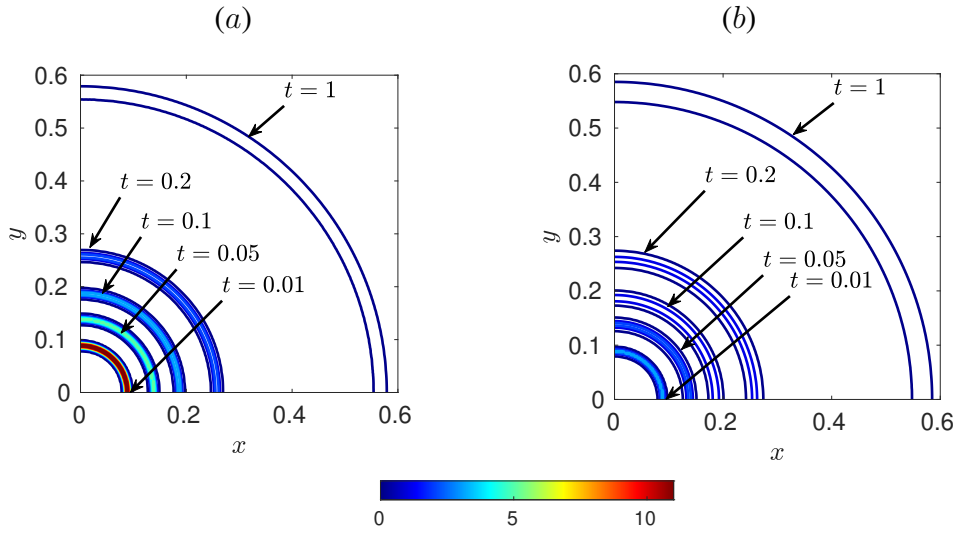 (a)
(b)
0.6
0.5
0.4
0.3
0.2
0.1
0
y
0
0.2
0.4
0.6
x
t = 1
t = 0.2
t = 0.1
t = 0.05
t = 0.01
0.6
0.5
0.4
0.3
0.2
0.1
0
y
0
0.2
0.4
0.6
x
t = 1
t = 0.2
t = 0.1
t = 0.05
t = 0.01
0
5
10